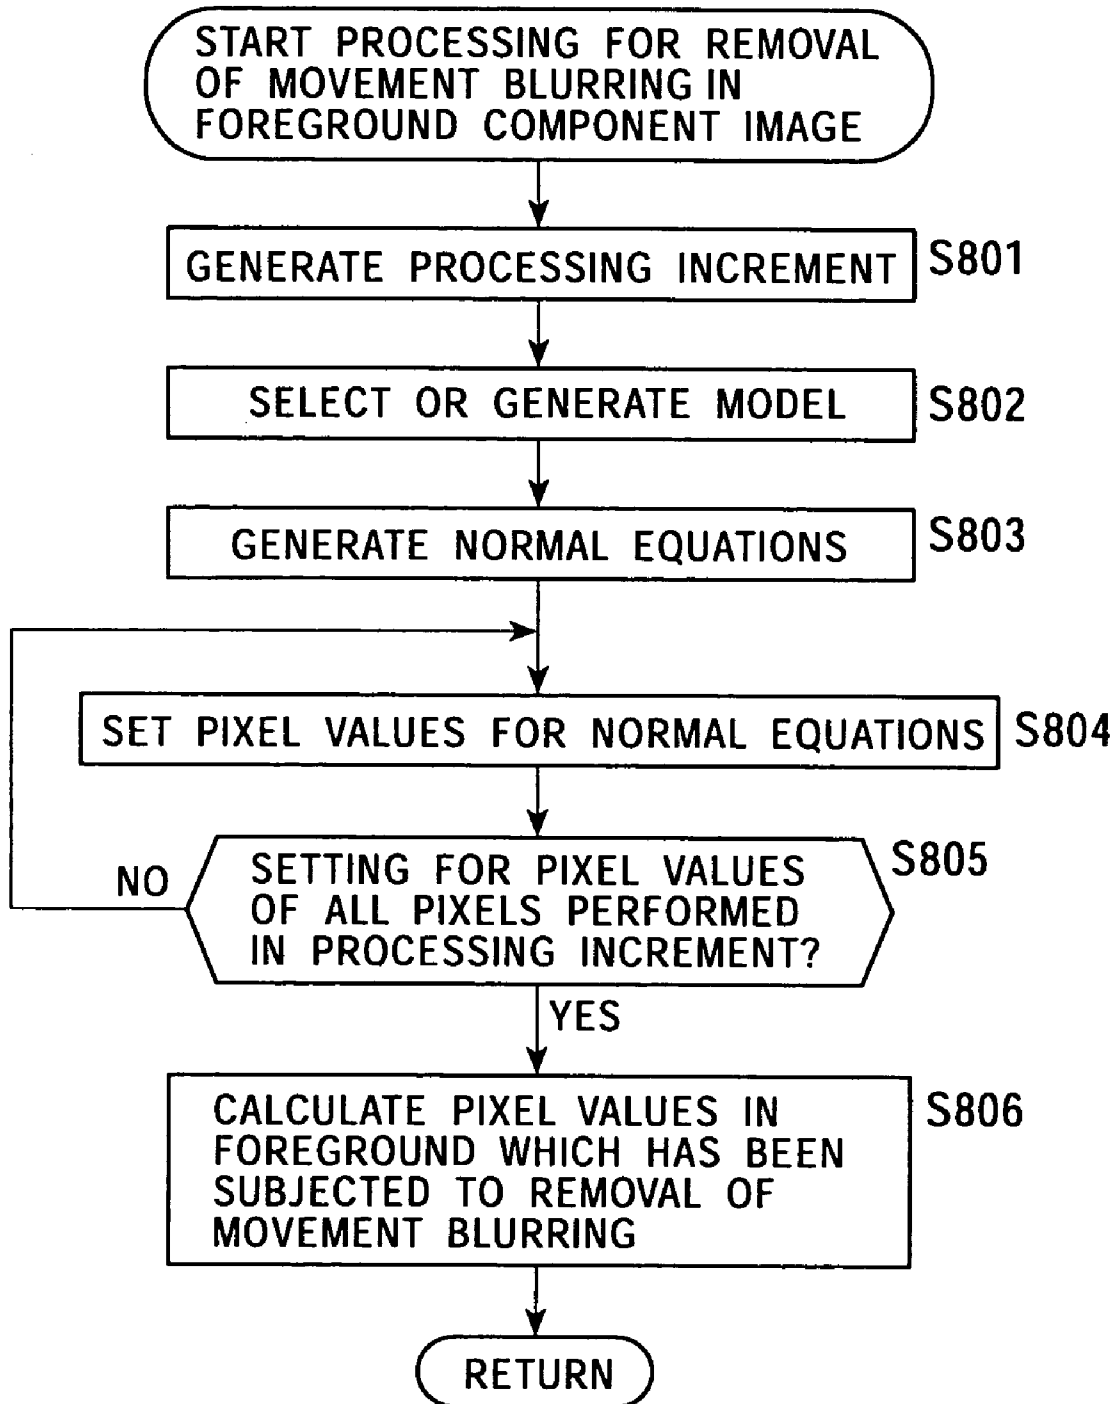 START PROCESSING FOR REMOVAL
OF MOVEMENT BLURRING IN
FOREGROUND COMPONENT IMAGE
GENERATE PROCESSING INCREMENT
S801
SELECT OR GENERATE MODEL
S802
GENERATE NORMAL EQUATIONS
S803
SET PIXEL VALUES FOR NORMAL EQUATIONS
S804
SETTING FOR PIXEL VALUES
OF ALL PIXELS PERFORMED
IN PROCESSING INCREMENT?
S805
NO
YES
CALCULATE PIXEL VALUES IN
FOREGROUND WHICH HAS BEEN
SUBJECTED TO REMOVAL OF
MOVEMENT BLURRING
S806
RETURN